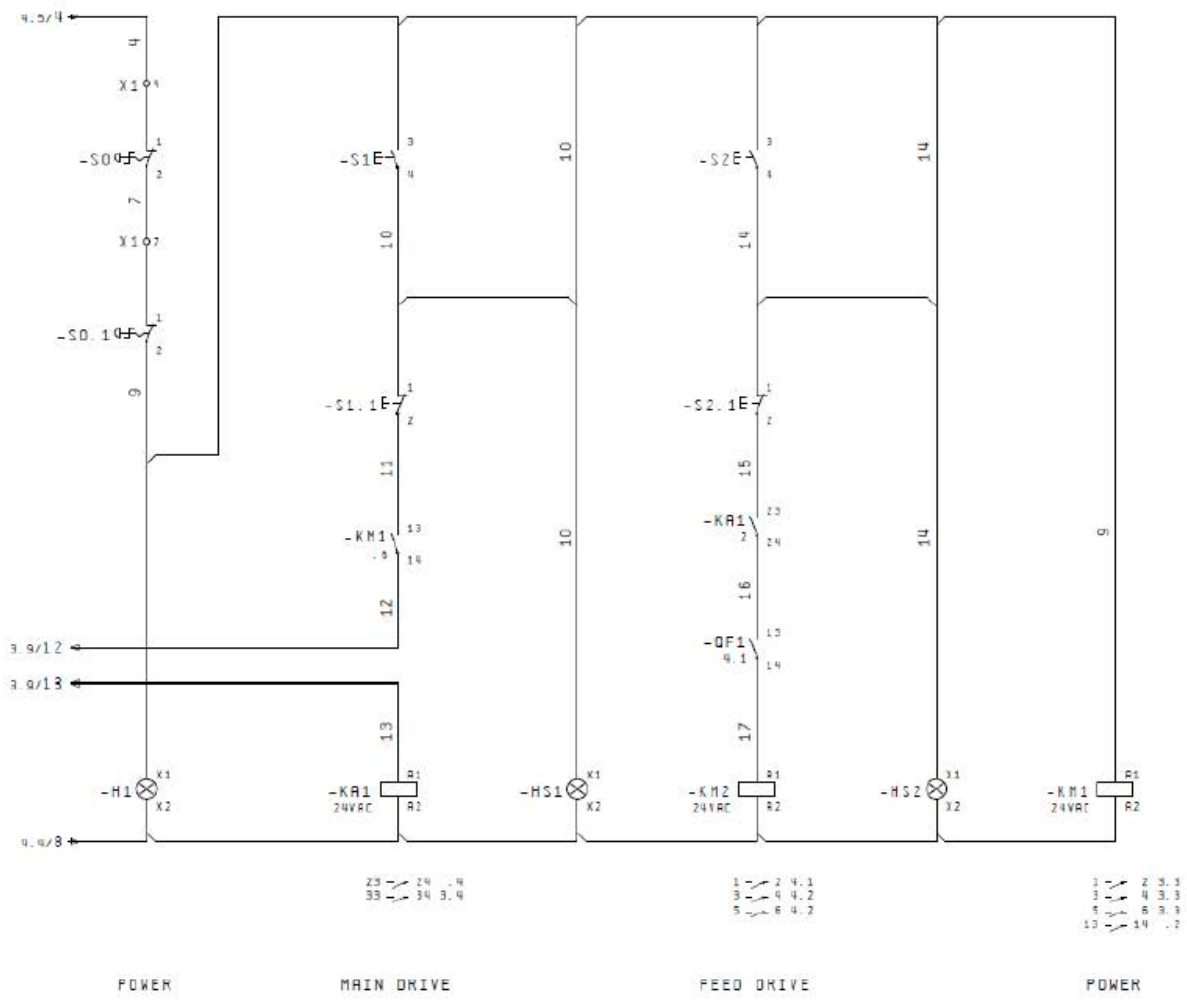 4.5/4
4
X1 4
-S0 1
2
7
X1 7
-S0.1 1
2
9
-S1 3
4
10
10
-S1.1 1
2
11
-KM1 13
14
12
10
-S2 3
4
14
14
-S2.1 1
2
15
-KA1 23
2 24
16
-QF1 13
4.1 14
17
14
9
3.9/12
3.9/13
13
-H1 X1
X2
-KA1 A1
24VAC A2
-HS1 X1
X2
-KM2 A1
24VAC A2
-HS2 X1
X2
-KM1 A1
24VAC A2
4.4/8
23 24 .4
33 34 3.4
1 2 4.1
3 4 4.2
5 6 4.2
1 2 3.3
3 4 3.3
5 6 3.3
13 14 .2
POWER MAIN DRIVE FEED DRIVE POWER